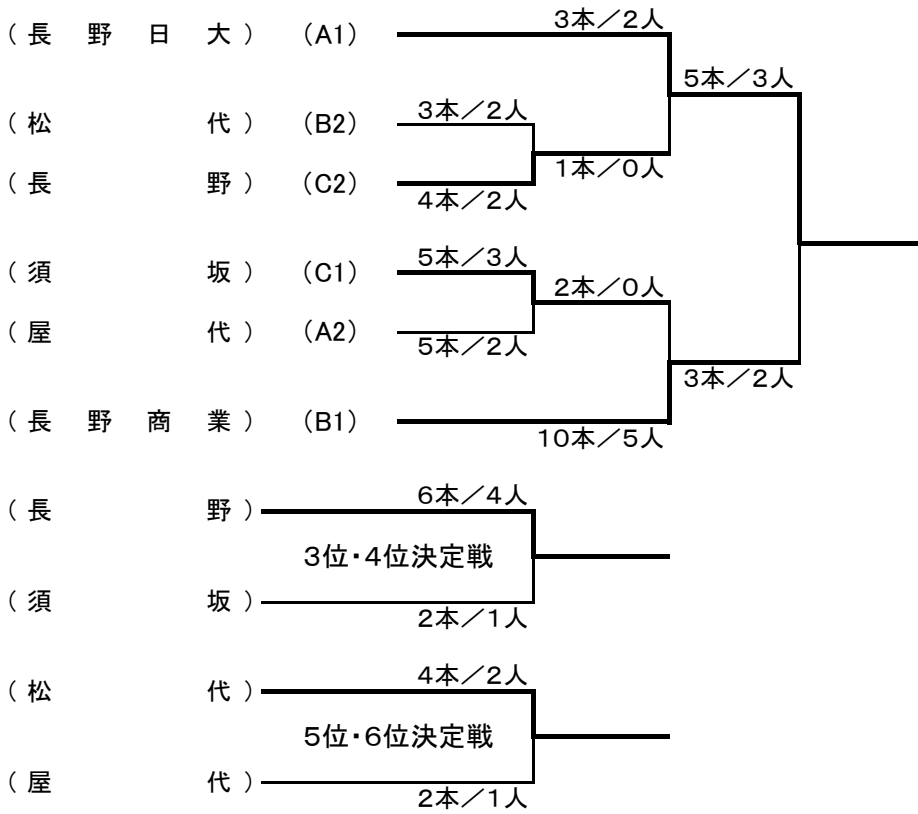 3本／2人
（長野日大）（A1）
5本／3人
3本／2人
（松代）（B2）
1本／0人
（長野）（C2）
4本／2人
5本／3人
（須坂）（C1）
2本／0人
（屋代）（A2）
5本／2人
3本／2人
（長野商業）（B1）
10本／5人
6本／4人
（長野）
3位・4位決定戦
（須坂）
2本／1人
4本／2人
（松代）
5位・6位決定戦
（屋代）
2本／1人